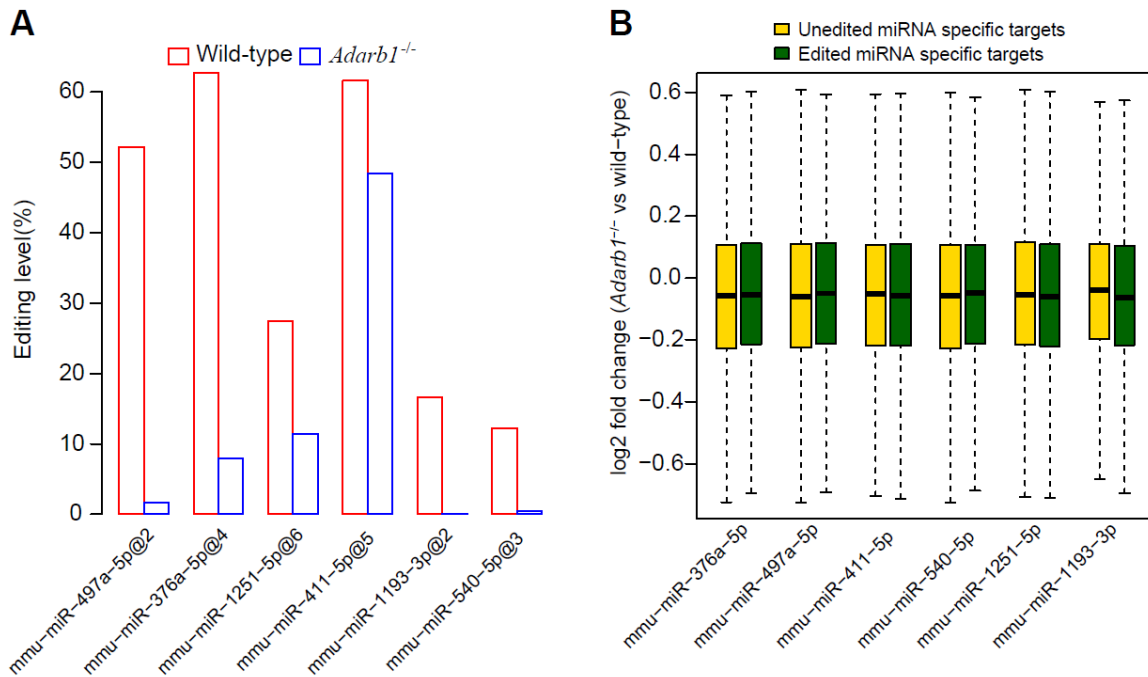 A
Wild-type
Adarb1-/-
Editing level(%)
60
50
40
30
20
10
0
mmu−miR−497a−5p@2
mmu−miR−376a−5p@4
mmu−miR−1251−5p@6
mmu−miR−411−5p@5
mmu−miR−1193−3p@2
mmu−miR−540−5p@3
B
Unedited miRNA specific targets
Edited miRNA specific targets
log2 fold change (Adarb1-/- vs wild−type)
0.6
0.4
0.2
0.0
−0.2
−0.4
−0.6
mmu−miR−376a−5p
mmu−miR−497a−5p
mmu−miR−411−5p
mmu−miR−540−5p
mmu−miR−1251−5p
mmu−miR−1193−3p